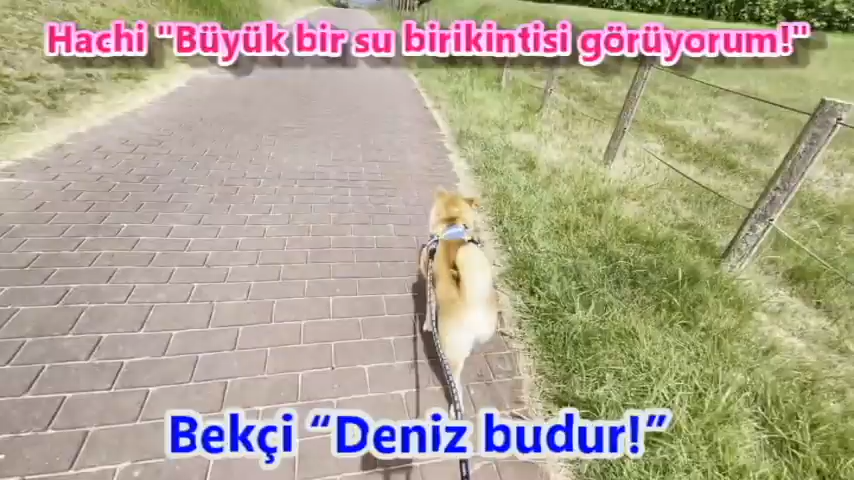 Hachi "Büyük bir su birikintisi görüyorum!"
Bekçi “Deniz budur!”